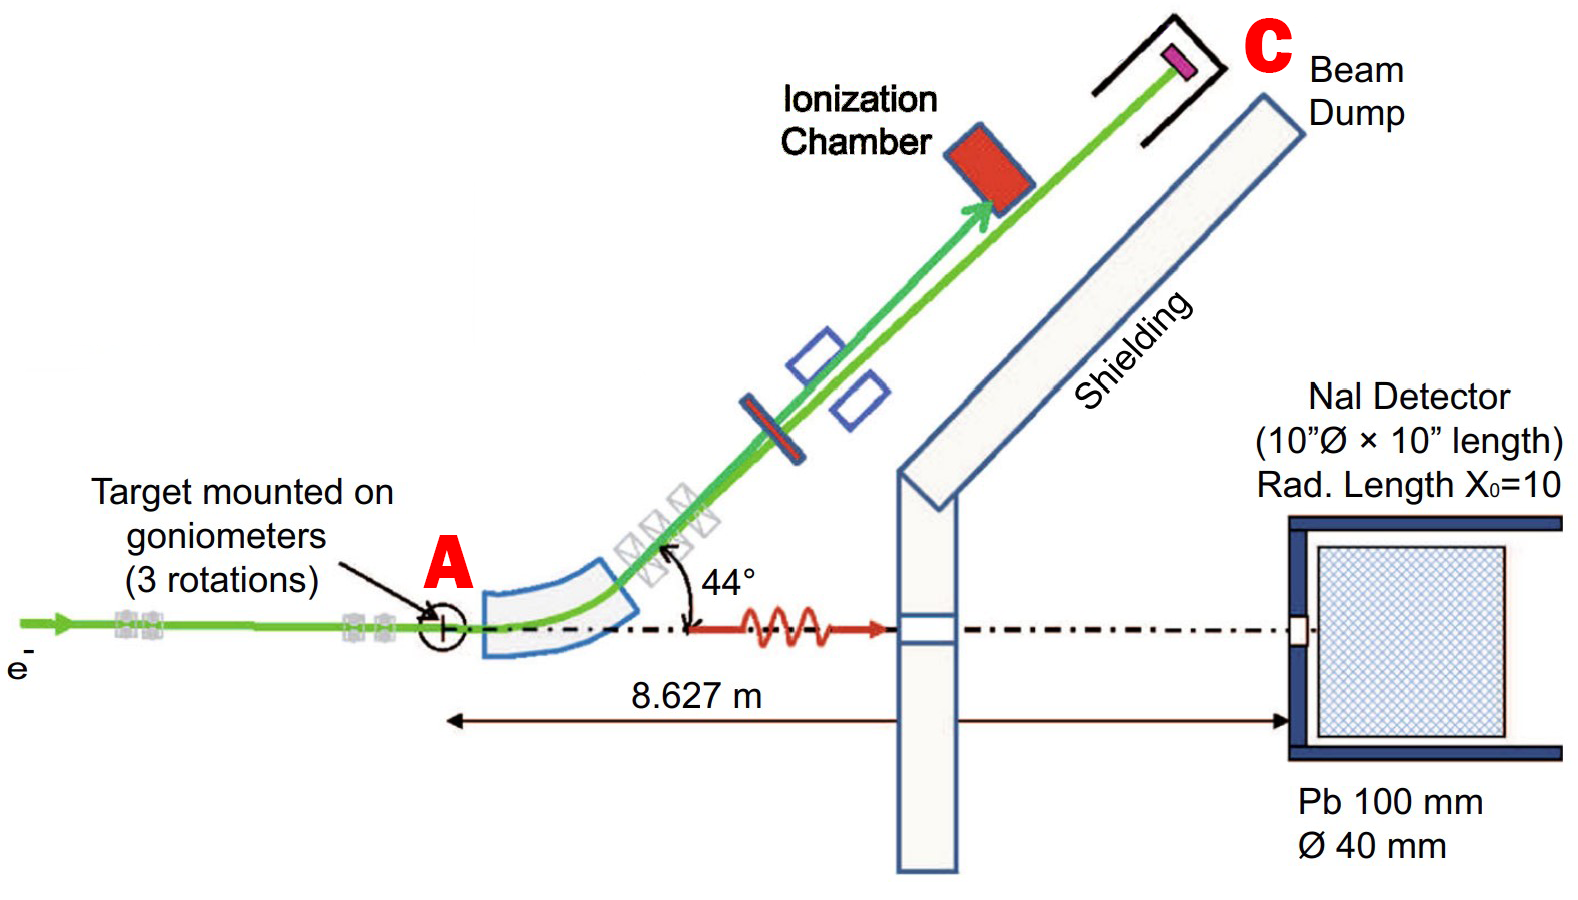 C
Beam
Dump
Ionization
Chamber
Shielding
NaI Detector
(10”Ø × 10” length)
Rad. Length X₀=10
Target mounted on
goniometers
(3 rotations)
A
44°
e⁻
8.627 m
Pb 100 mm
Ø 40 mm